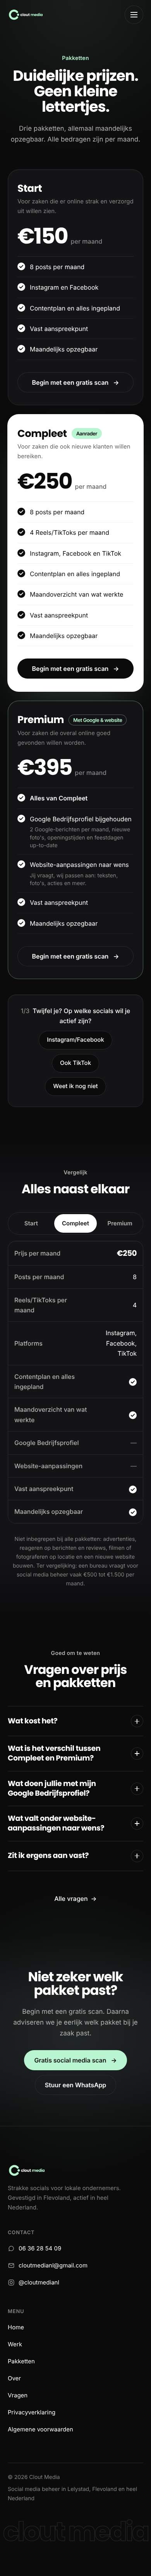 clout media
Pakketten
Duidelijke prijzen.
Geen kleine
lettertjes.
Drie pakketten, allemaal maandelijks
opzegbaar. Alle bedragen zijn per maand.
Start
Voor zaken die er online strak en verzorgd
uit willen zien.
€150 per maand
8 posts per maand
Instagram en Facebook
Contentplan en alles ingepland
Vast aanspreekpunt
Maandelijks opzegbaar
Begin met een gratis scan →
Compleet Aanrader
Voor zaken die ook nieuwe klanten willen
bereiken.
€250 per maand
8 posts per maand
4 Reels/TikToks per maand
Instagram, Facebook en TikTok
Contentplan en alles ingepland
Maandoverzicht van wat werkte
Vast aanspreekpunt
Maandelijks opzegbaar
Begin met een gratis scan →
Premium Met Google & website
Voor zaken die overal online goed
gevonden willen worden.
€395 per maand
Alles van Compleet
Google Bedrijfsprofiel bijgehouden
2 Google-berichten per maand, nieuwe
foto's, openingstijden en feestdagen
up-to-date
Website-aanpassingen naar wens
Jij vraagt, wij passen aan: teksten,
foto's, acties en meer.
Vast aanspreekpunt
Maandelijks opzegbaar
Begin met een gratis scan →
1/3 Twijfel je? Op welke socials wil je
actief zijn?
Instagram/Facebook
Ook TikTok
Weet ik nog niet
Vergelijk
Alles naast elkaar
Start Compleet Premium
Prijs per maand €250
Posts per maand 8
Reels/TikToks per
maand
4
Platforms
Instagram,
Facebook,
TikTok
Contentplan en alles
ingepland
Maandoverzicht van wat
werkte
Google Bedrijfsprofiel —
Website-aanpassingen —
Vast aanspreekpunt
Maandelijks opzegbaar
Niet inbegrepen bij alle pakketten: advertenties,
reageren op berichten en reviews, filmen of
fotograferen op locatie en een nieuwe website
bouwen. Ter vergelijking: een bureau vraagt voor
social media beheer vaak €500 tot €1.500 per
maand.
Goed om te weten
Vragen over prijs
en pakketten
Wat kost het?
Wat is het verschil tussen
Compleet en Premium?
Wat doen jullie met mijn
Google Bedrijfsprofiel?
Wat valt onder website-
aanpassingen naar wens?
Zit ik ergens aan vast?
Alle vragen →
Niet zeker welk
pakket past?
Begin met een gratis scan. Daarna
adviseren we je eerlijk welk pakket bij je
zaak past.
Gratis social media scan →
Stuur een WhatsApp
clout media
Strakke socials voor lokale ondernemers.
Gevestigd in Flevoland, actief in heel
Nederland.
CONTACT
06 36 28 54 09
cloutmedianl@gmail.com
@cloutmedianl
MENU
Home
Werk
Pakketten
Over
Vragen
Privacyverklaring
Algemene voorwaarden
© 2026 Clout Media
Social media beheer in Lelystad, Flevoland en heel
Nederland
clout media